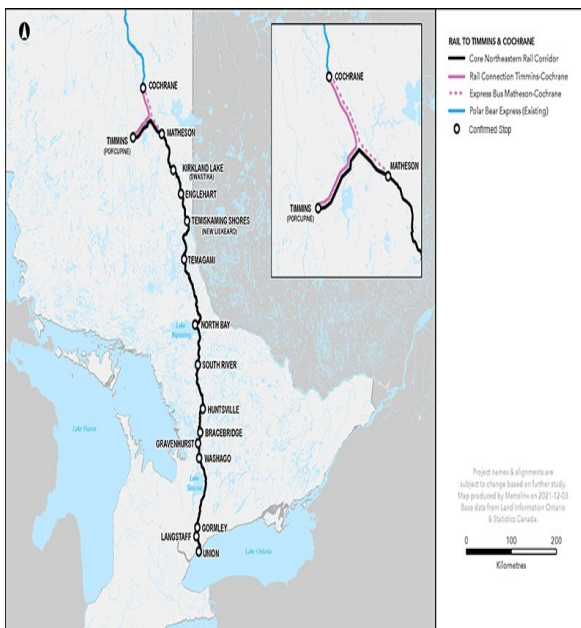 COCHRANE
TIMMINS
(PORCUPINE)
MATHESON
KIRKLAND LAKE
(SWASTIKA)
ENGLEHART
TEMISKAMING SHORES
(NEW LISKEARD)
TEMAGAMI
Lake
Nipissing
NORTH BAY
SOUTH RIVER
HUNTSVILLE
BRACEBRIDGE
GRAVENHURST
WASHAGO
Lake Huron
Lake
Simcoe
GORMLEY
LANGSTAFF
UNION
Lake Ontario
COCHRANE
MATHESON
TIMMINS
(PORCUPINE)
RAIL TO TIMMINS & COCHRANE
Core Northeastern Rail Corridor
Rail Connection Timmins-Cochrane
Express Bus Matheson-Cochrane
Polar Bear Express (Existing)
Confirmed Stop
Project names & alignments are
subject to change based on further study.
Map produced by Metrolinx on 2021-12-03
Base data from Land Information Ontario
& Statistics Canada.
0 100 200
Kilometres